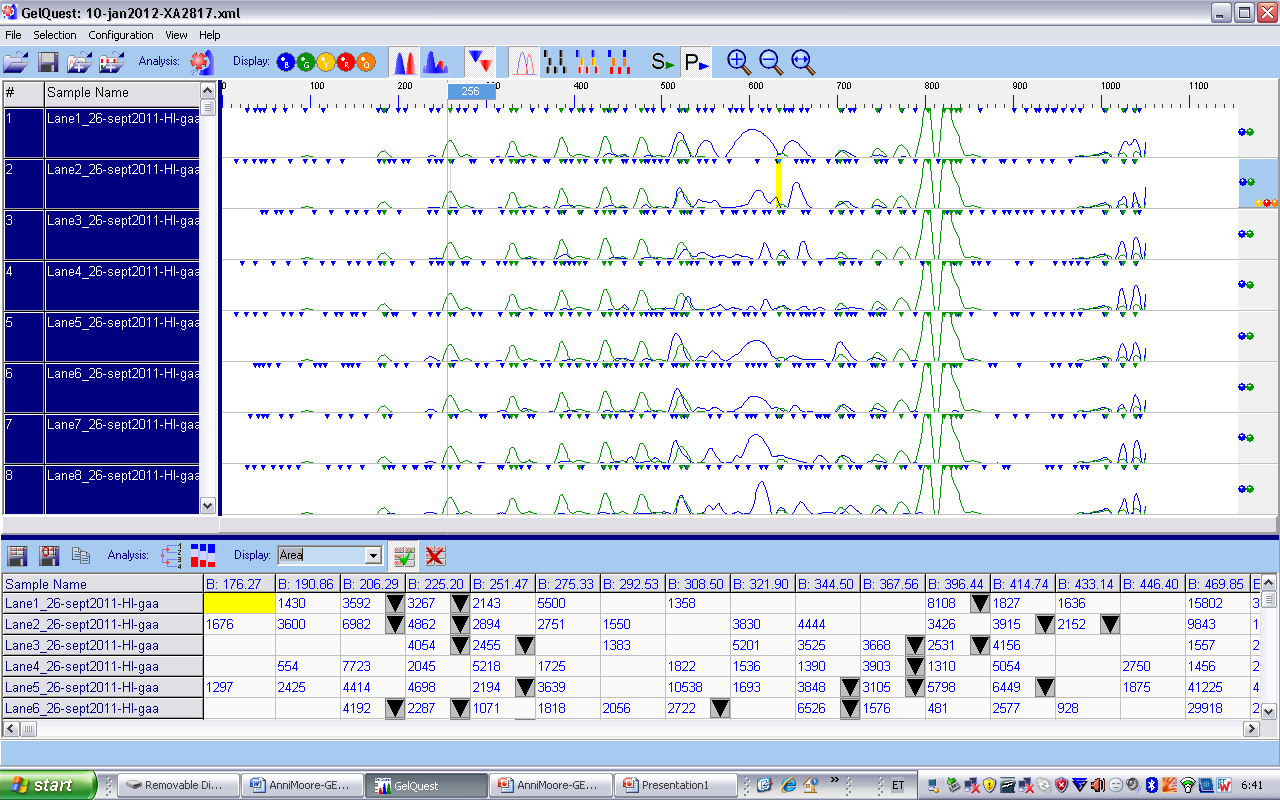 GelQuest: 10-jan2012-XA2817.xml
File Selection Configuration View Help
Analysis: Display: B G Y R O S P
# Sample Name 0 100 200 300 400 500 600 700 800 900 1000 1100
256
1 Lane1_26-sept2011-HI-gaa
2 Lane2_26-sept2011-HI-gaa
3 Lane3_26-sept2011-HI-gaa
4 Lane4_26-sept2011-HI-gaa
5 Lane5_26-sept2011-HI-gaa
6 Lane6_26-sept2011-HI-gaa
7 Lane7_26-sept2011-HI-gaa
8 Lane8_26-sept2011-HI-gaa
Analysis: Display: Area
Sample Name B: 176.27 B: 190.86 B: 206.29 B: 225.20 B: 251.47 B: 275.33 B: 292.53 B: 308.50 B: 321.90 B: 344.50 B: 367.56 B: 396.44 B: 414.74 B: 433.14 B: 446.40 B: 469.85 E
Lane1_26-sept2011-HI-gaa 1430 3592 3267 2143 5500 1358 8108 1827 1636 15802 3
Lane2_26-sept2011-HI-gaa 1676 3600 6982 4862 2894 2751 1550 3830 4444 3426 3915 2152 9843 1
Lane3_26-sept2011-HI-gaa 4054 2455 1383 5201 3525 3668 2531 4156 1557 2
Lane4_26-sept2011-HI-gaa 554 7723 2045 5218 1725 1822 1536 1390 3903 1310 5054 2750 1456 2
Lane5_26-sept2011-HI-gaa 1297 2425 4414 4698 2194 3639 10538 1693 3848 3105 5798 6449 1875 41225 4
Lane6_26-sept2011-HI-gaa 4192 2287 1071 1818 2056 2722 6526 1576 481 2577 928 29918 2
start Removable Di... AnniMoore-GE... GelQuest AnniMoore-GE... Presentation1 ET 6:41